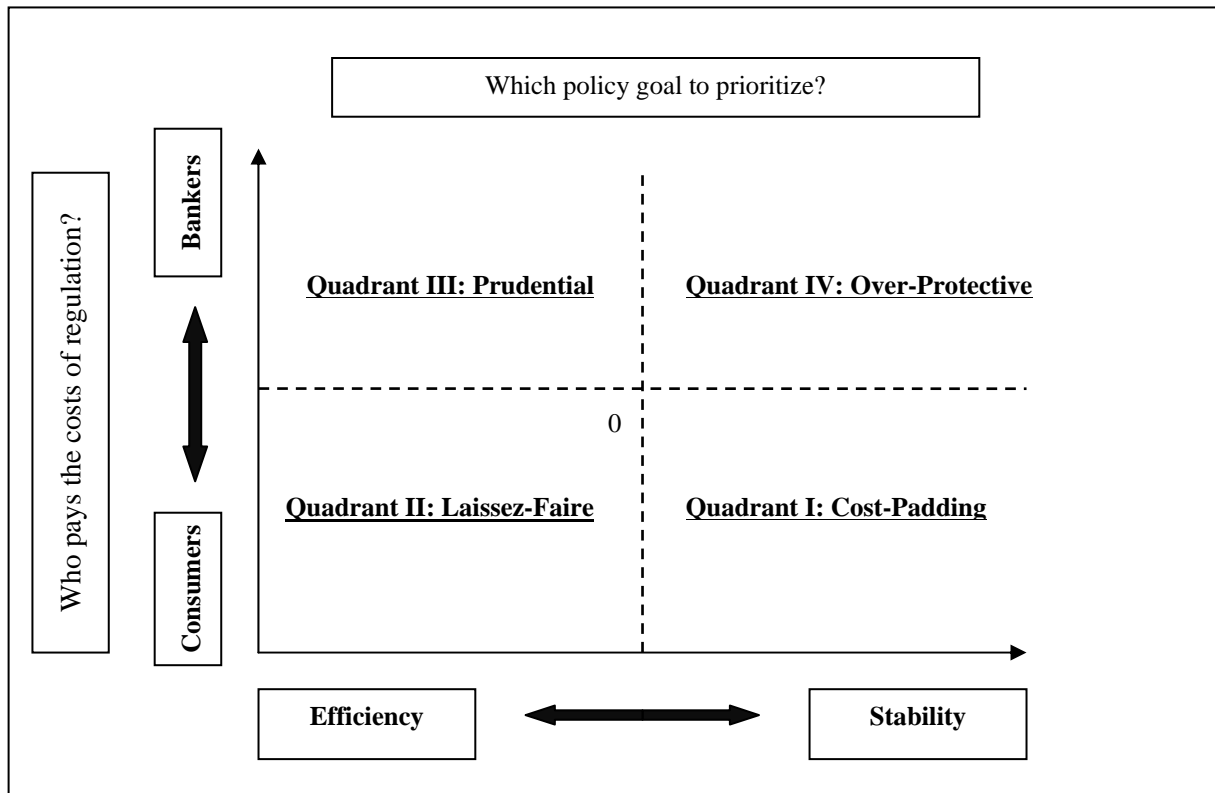 Which policy goal to prioritize?
Who pays the costs of regulation?
Bankers
Consumers
Quadrant III: Prudential
Quadrant IV: Over-Protective
0
Quadrant II: Laissez-Faire
Quadrant I: Cost-Padding
Efficiency
Stability